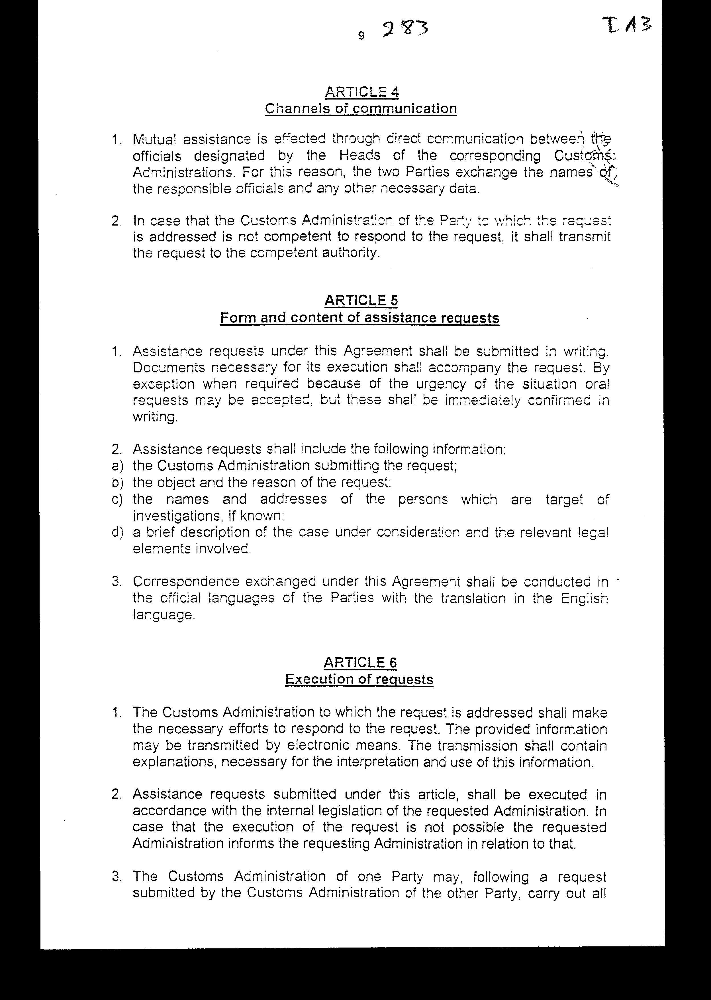 9 283 I 13
ARTICLE 4
Channels of communication
1. Mutual assistance is effected through direct communication between the
officials designated by the Heads of the corresponding Customs
Administrations. For this reason, the two Parties exchange the names of
the responsible officials and any other necessary data.
2. In case that the Customs Administration of the Party to which the request
is addressed is not competent to respond to the request, it shall transmit
the request to the competent authority.
ARTICLE 5
Form and content of assistance requests
1. Assistance requests under this Agreement shall be submitted in writing.
Documents necessary for its execution shall accompany the request. By
exception when required because of the urgency of the situation oral
requests may be accepted, but these shall be immediately confirmed in
writing.
2. Assistance requests shall include the following information:
a) the Customs Administration submitting the request;
b) the object and the reason of the request;
c) the names and addresses of the persons which are target of
investigations, if known;
d) a brief description of the case under consideration and the relevant legal
elements involved.
3. Correspondence exchanged under this Agreement shall be conducted in
the official languages of the Parties with the translation in the English
language.
ARTICLE 6
Execution of requests
1. The Customs Administration to which the request is addressed shall make
the necessary efforts to respond to the request. The provided information
may be transmitted by electronic means. The transmission shall contain
explanations, necessary for the interpretation and use of this information.
2. Assistance requests submitted under this article, shall be executed in
accordance with the internal legislation of the requested Administration. In
case that the execution of the request is not possible the requested
Administration informs the requesting Administration in relation to that.
3. The Customs Administration of one Party may, following a request
submitted by the Customs Administration of the other Party, carry out all